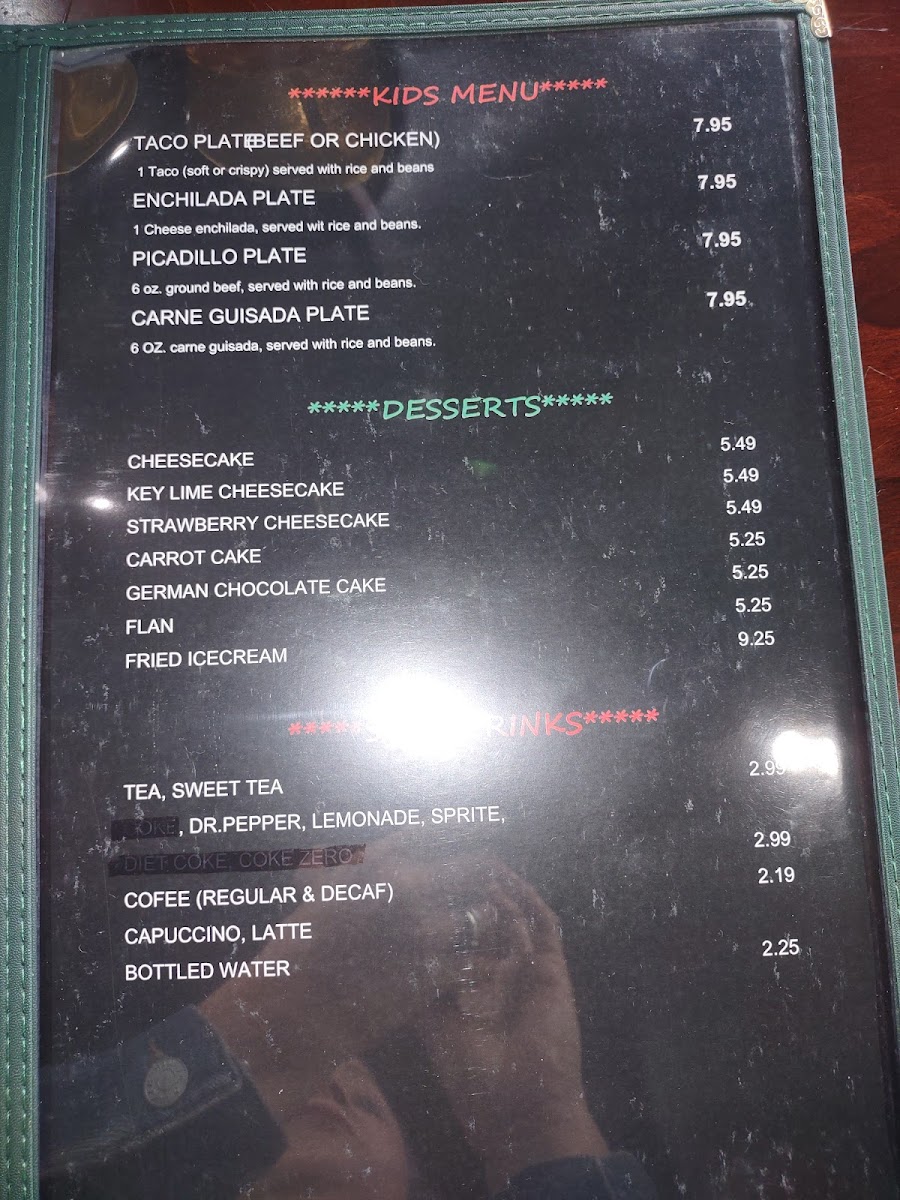 ******KIDS MENU*****
TACO PLATE(BEEF OR CHICKEN) 7.95
1 Taco (soft or crispy) served with rice and beans
ENCHILADA PLATE 7.95
1 Cheese enchilada, served wit rice and beans.
PICADILLO PLATE 7.95
6 oz. ground beef, served with rice and beans.
CARNE GUISADA PLATE 7.95
6 OZ. carne guisada, served with rice and beans.
*****DESSERTS*****
CHEESECAKE 5.49
KEY LIME CHEESECAKE 5.49
STRAWBERRY CHEESECAKE 5.49
CARROT CAKE 5.25
GERMAN CHOCOLATE CAKE 5.25
FLAN 5.25
FRIED ICECREAM 9.25
TEA, SWEET TEA 2.99
COKE, DR.PEPPER, LEMONADE, SPRITE,
DIET COKE, COKE ZERO 2.99
COFEE (REGULAR & DECAF) 2.19
CAPUCCINO, LATTE
BOTTLED WATER 2.25